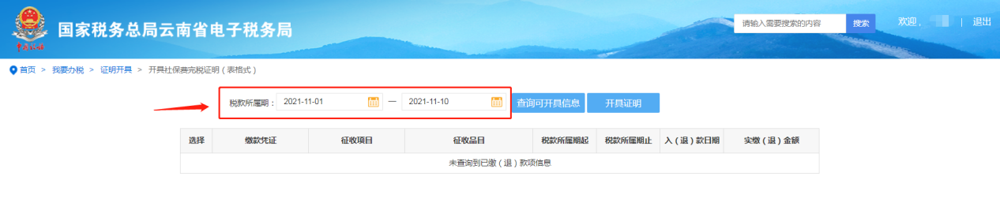 国家税务总局云南省电子税务局
请输入需要搜索的内容 搜索 欢迎, | 退出
首页 > 我要办税 > 证明开具 > 开具社保费完税证明（表格式）
税款所属期： 2021-11-01 — 2021-11-10 查询可开具信息 开具证明
选择 缴款凭证 征收项目 征收品目 税款所属期起 税款所属期止 入（退）款日期 实缴（退）金额
未查询到已缴（退）款项信息